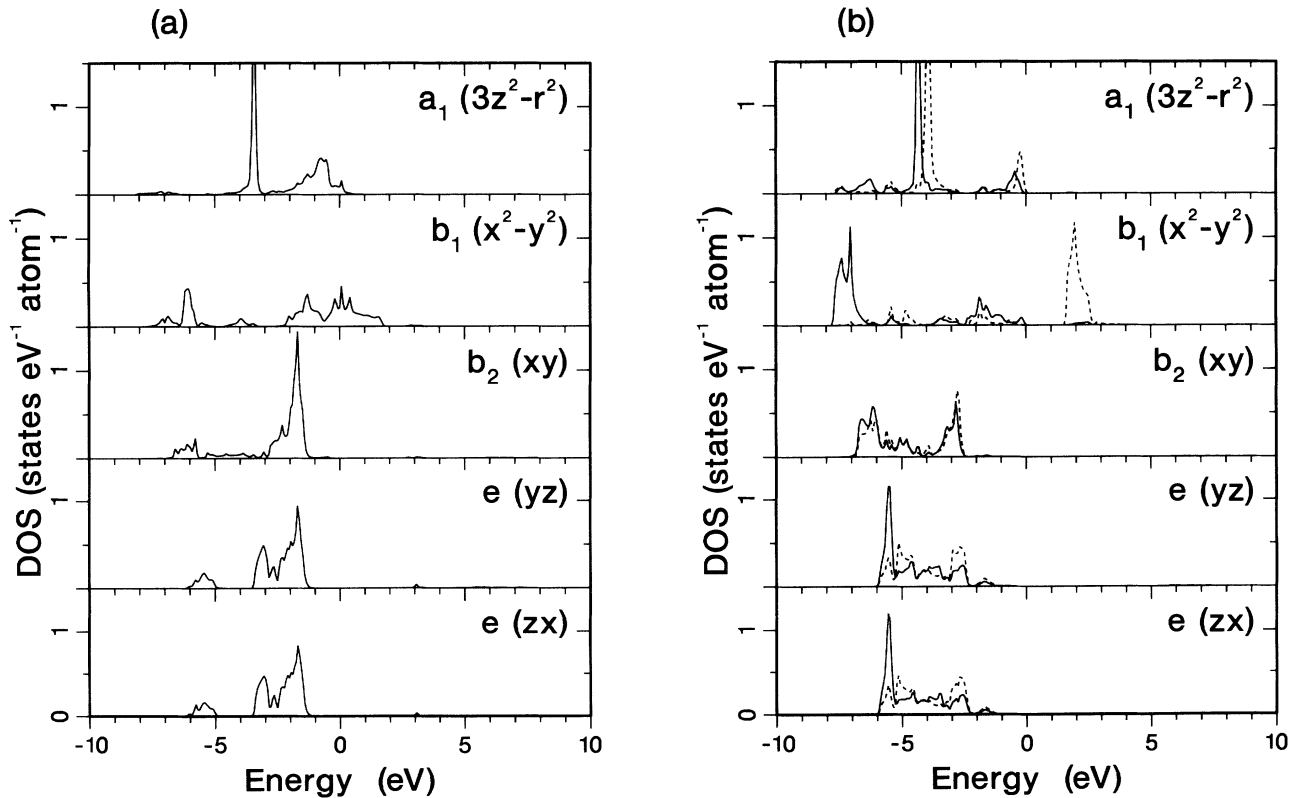 (a)
DOS (states eV⁻¹ atom⁻¹)
1
a₁ (3z²-r²)
1
b₁ (x²-y²)
1
b₂ (xy)
1
e (yz)
1
e (zx)
0
-10 -5 0 5 10
Energy (eV)
(b)
DOS (states eV⁻¹ atom⁻¹)
1
a₁ (3z²-r²)
1
b₁ (x²-y²)
1
b₂ (xy)
1
e (yz)
1
e (zx)
0
-10 -5 0 5 10
Energy (eV)